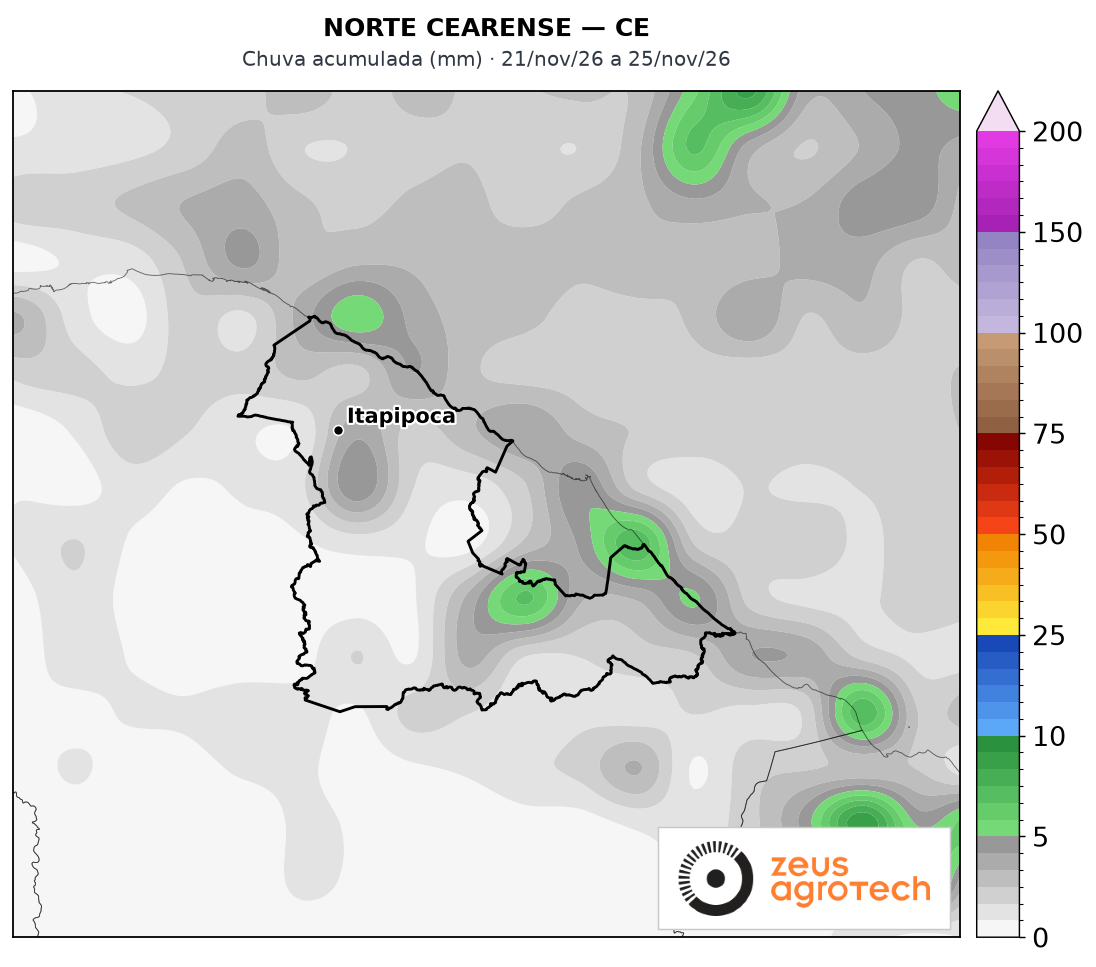 NORTE CEARENSE — CE
Chuva acumulada (mm) · 21/nov/26 a 25/nov/26
200
150
100
75
50
25
10
5
0
Itapipoca
zeus
agrotech